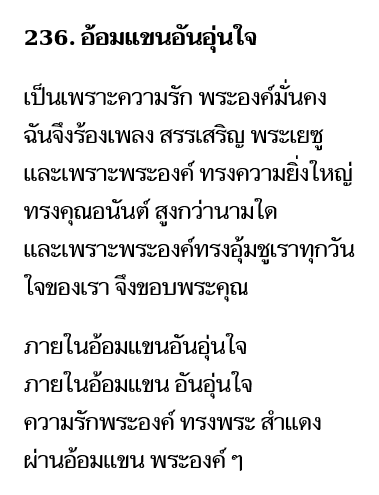 236. อ้อมแขนอันอุ่นใจ
เป็นเพราะความรัก พระองค์มั่นคง
ฉันจึงร้องเพลง สรรเสริญ พระเยซู
และเพราะพระองค์ ทรงความยิ่งใหญ่
ทรงคุณอนันต์ สูงกว่านามใด
และเพราะพระองค์ทรงอุ้มชูเราทุกวัน
ใจของเรา จึงขอบพระคุณ
ภายในอ้อมแขนอันอุ่นใจ
ภายในอ้อมแขน อันอุ่นใจ
ความรักพระองค์ ทรงพระ สำแดง
ผ่านอ้อมแขน พระองค์ ๆ